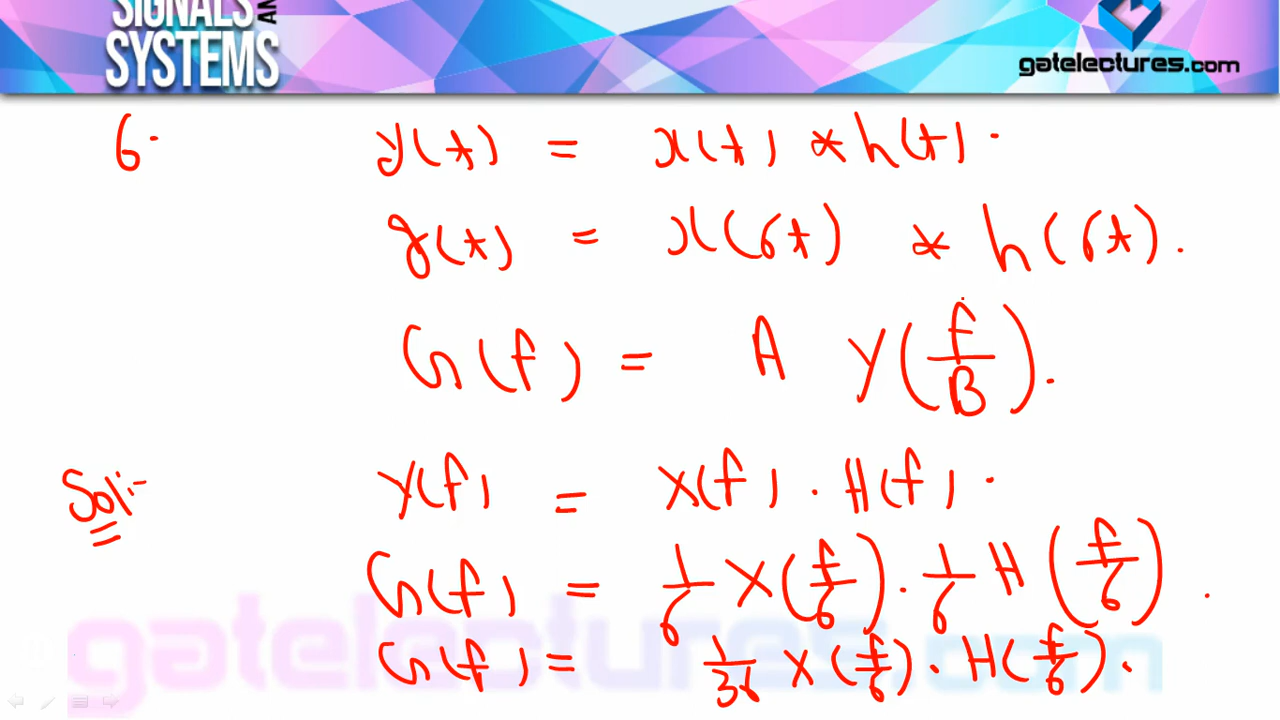 SIGNALS AND
SYSTEMS
gatelectures.com
6. y(t) = x(t) * h(t).
g(t) = x(6t) * h(6t).
G(f) = A Y(f/B).
Sol:- Y(f) = X(f) . H(f).
G(f) = 1/6 X(f/6) . 1/6 H(f/6).
G(f) = 1/36 X(f/6) . H(f/6).
gatelectures.com